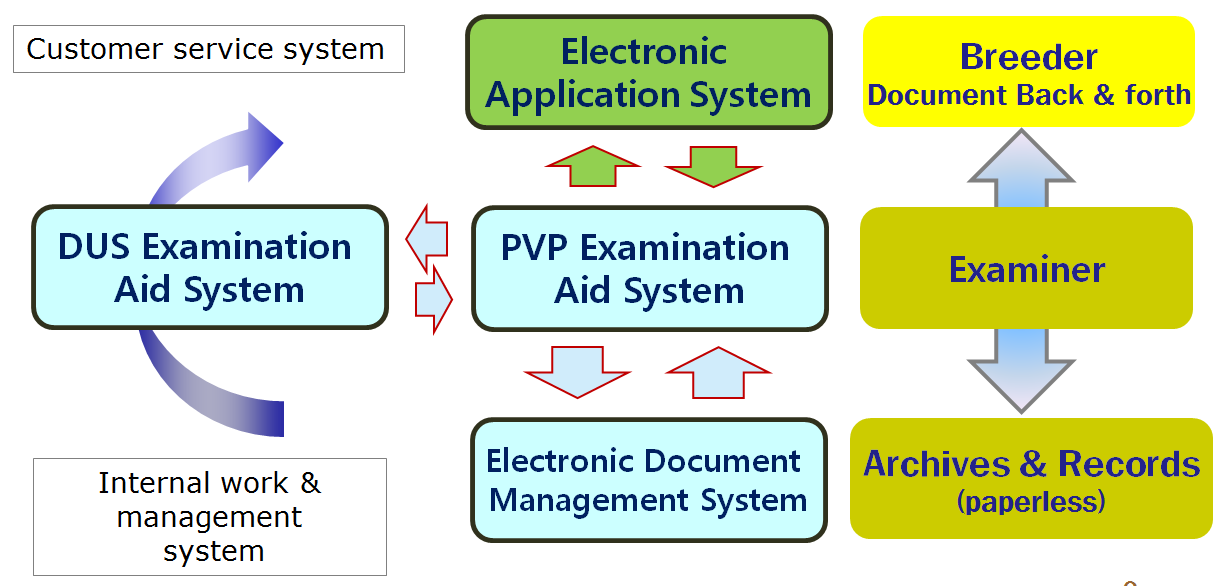 Customer service system
Electronic
Application System
Breeder
Document Back & forth
DUS Examination
Aid System
PVP Examination
Aid System
Examiner
Internal work &
management
system
Electronic Document
Management System
Archives & Records
(paperless)